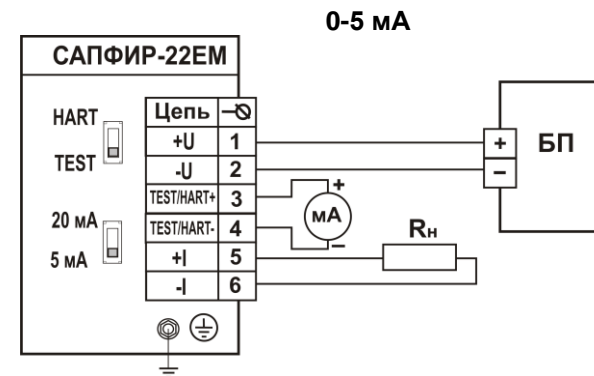 0-5 мА
САПФИР-22ЕМ
HART
TEST
20 мА
5 мА
Цепь
+U 1
-U 2
TEST/HART+ 3
TEST/HART- 4
+I 5
-I 6
+
мА
–
Rн
+
–
БП